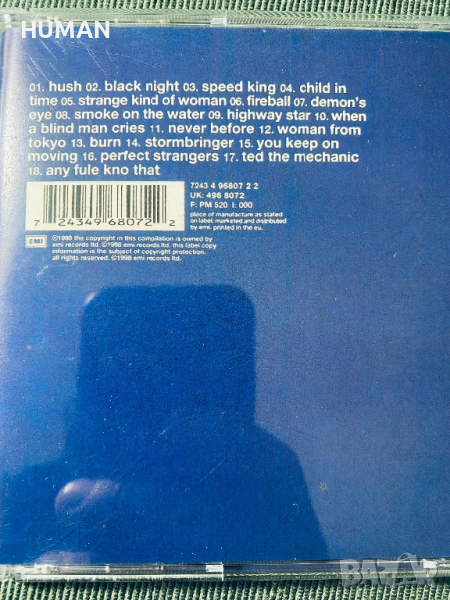 HUMAN
01. hush 02. black night 03. speed king 04. child in
time 05. strange kind of woman 06. fireball 07. demon's
eye 08. smoke on the water 09. highway star 10. when
a blind man cries 11. never before 12. woman from
tokyo 13. burn 14. stormbringer 15. you keep on
moving 16. perfect strangers 17. ted the mechanic
18. any fule kno that
7243 4 96807 2 2
UK: 496 8072
F: PM 520 I: 000
place of manufacture as stated
on label. marketed and distributed
by emi. printed in the eu.
7 24349 68072 2
EMI
℗1998 the copyright in this compilation is owned by
emi records ltd. ©1998 emi records ltd. this label copy
information is the subject of copyright protection.
all rights reserved. ©1998 emi records ltd.
BAZAR